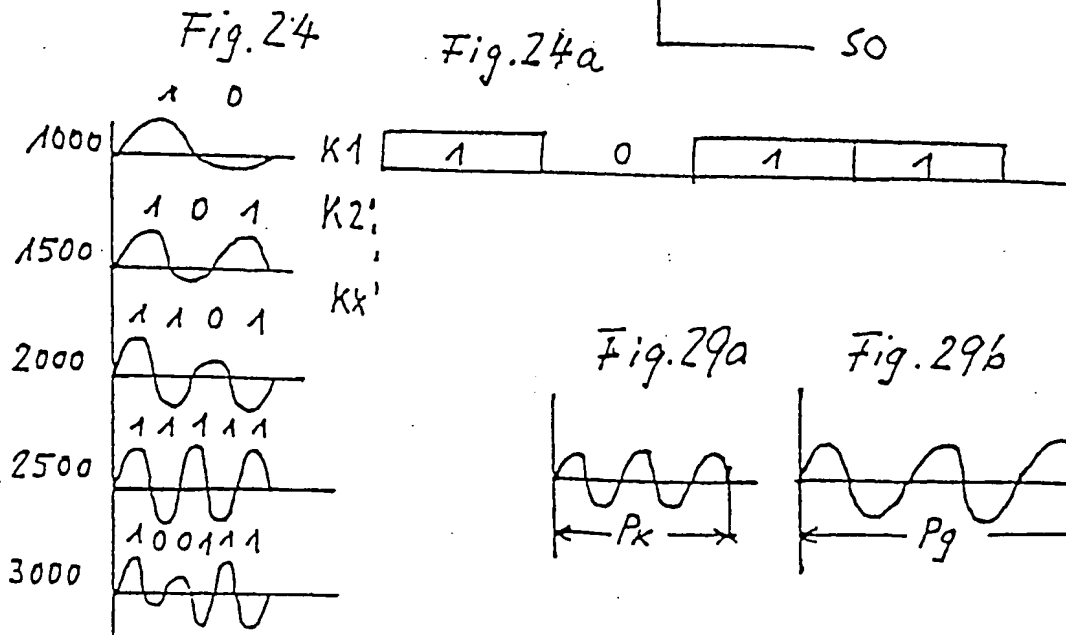 Fig. 24
Fig. 24a
50
1 0
1000
K1
1 0 1 1
1 0 1
1500
K2
Kx
1 1 0 1
2000
Fig. 29a
Fig. 29b
1 1 1 1 1
2500
1 0 0 1 1 1
3000
PK
Pg